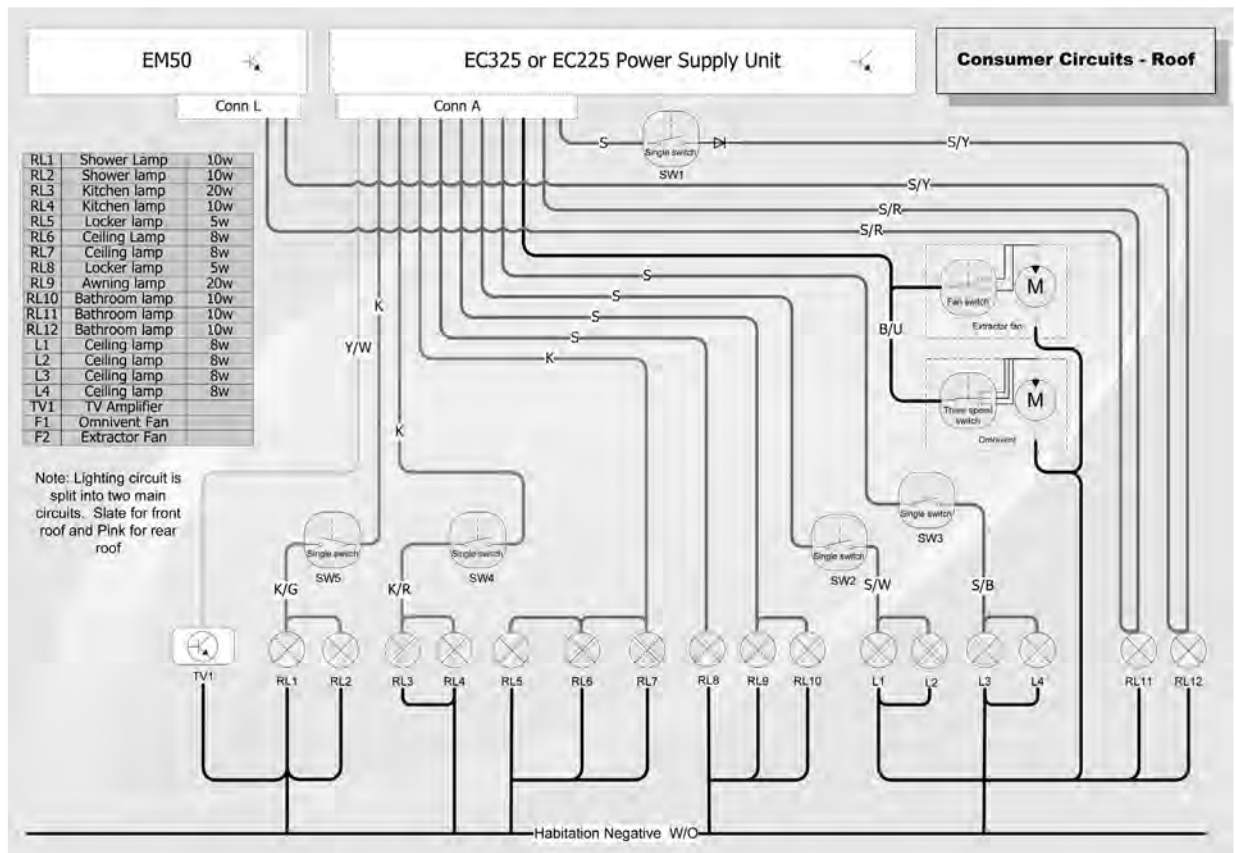 EM50
EC325 or EC225 Power Supply Unit
Consumer Circuits - Roof
Conn L
Conn A
S
Single switch
SW1
S/Y
S/Y
S/R
S/R
RL1 Shower Lamp 10w
RL2 Shower lamp 10w
RL3 Kitchen lamp 20w
RL4 Kitchen lamp 10w
RL5 Locker lamp 5w
RL6 Ceiling Lamp 8w
RL7 Ceiling lamp 8w
RL8 Locker lamp 5w
RL9 Awning lamp 20w
RL10 Bathroom lamp 10w
RL11 Bathroom lamp 10w
RL12 Bathroom lamp 10w
L1 Ceiling lamp 8w
L2 Ceiling lamp 8w
L3 Ceiling lamp 8w
L4 Ceiling lamp 8w
TV1 TV Amplifier
F1 Omnivent Fan
F2 Extractor Fan
Note: Lighting circuit is
split into two main
circuits. Slate for front
roof and Pink for rear
roof
K
Y/W
K
S
S
S
S
K
B/U
Fan switch
M
Extractor fan
Three speed
switch
M
Omnivent
Single switch
SW5
Single switch
SW4
Single switch
SW2
Single switch
SW3
K/G
K/R
S/W
S/B
TV1
RL1
RL2
RL3
RL4
RL5
RL6
RL7
RL8
RL9
RL10
L1
L2
L3
L4
RL11
RL12
Habitation Negative W/O